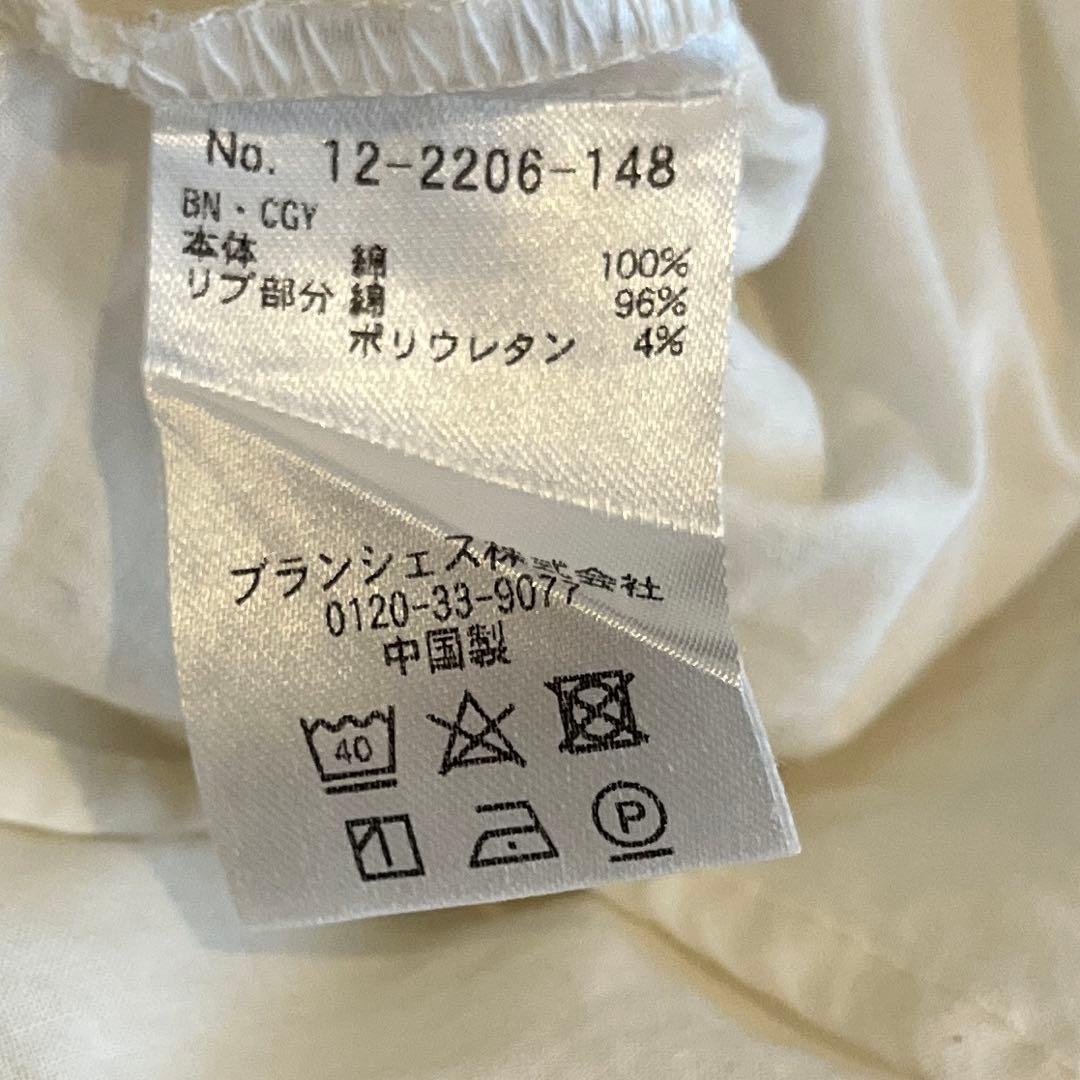 No. 12-2206-148
BN・CGY
本体 綿 100%
リブ部分 綿 96%
ポリウレタン 4%
ブランシェス株式会社
0120-33-9077
中国製
40
P